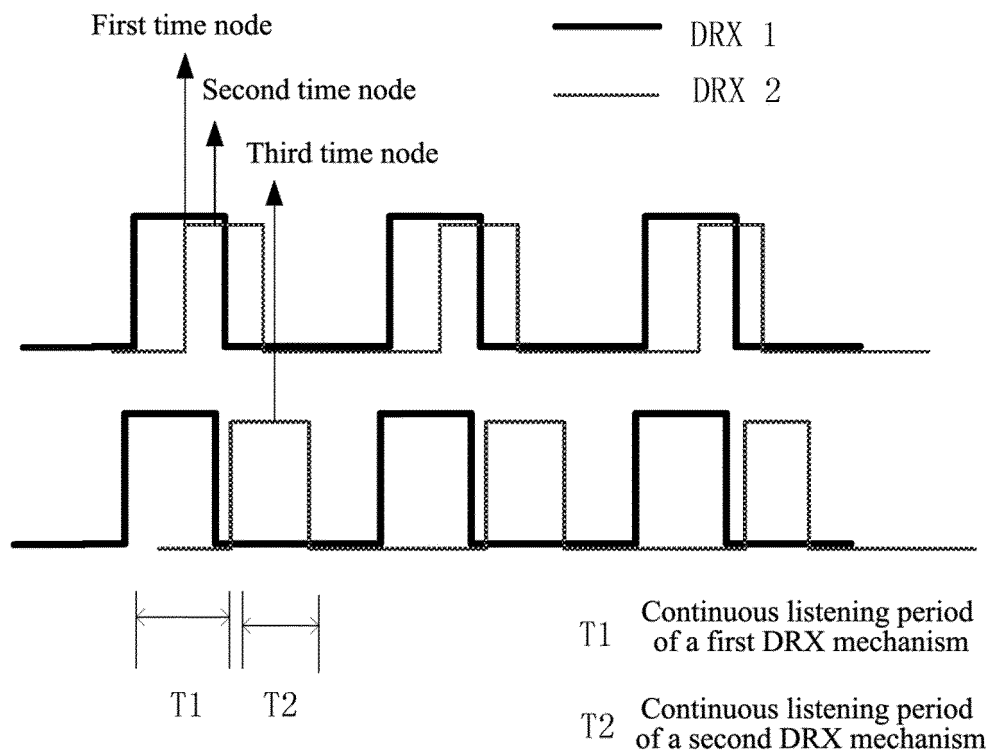 First time node
Second time node
Third time node
DRX 1
DRX 2
T1
T2
T1 Continuous listening period
of a first DRX mechanism
T2 Continuous listening period
of a second DRX mechanism